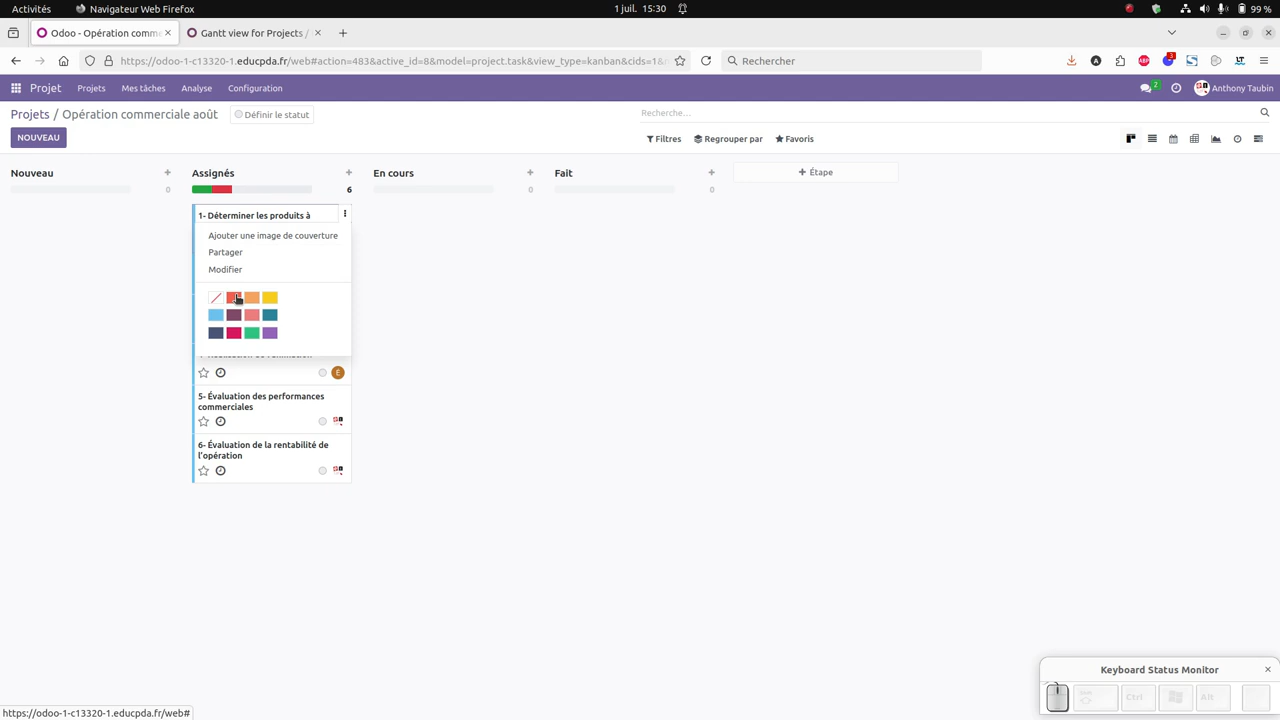 Activités
Navigateur Web Firefox
1 juil. 15:30
99 %
Odoo - Opération comme
Gantt view for Projects /
https://odoo-1-c13320-1.educpda.fr/web#action=483&active_id=8&model=project.task&view_type=kanban&cids=1&
Rechercher
3
Projet
Projets
Mes tâches
Analyse
Configuration
2
Anthony Taubin
Projets / Opération commerciale août
Définir le statut
Recherche...
NOUVEAU
Filtres
Regrouper par
Favoris
Nouveau
0
Assignés
6
En cours
0
Fait
0
Étape
1- Déterminer les produits à
Ajouter une image de couverture
Partager
Modifier
E
5- Évaluation des performances
commerciales
6- Évaluation de la rentabilité de
l'opération
Keyboard Status Monitor
Ctrl
Alt
https://odoo-1-c13320-1.educpda.fr/web#